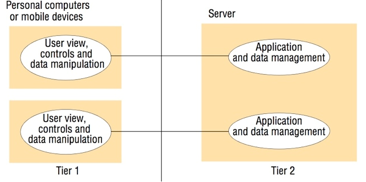 Personal computers
or mobile devices
Server
User view,
controls and
data manipulation
Application
and data management
User view,
controls and
data manipulation
Application
and data management
Tier 1
Tier 2